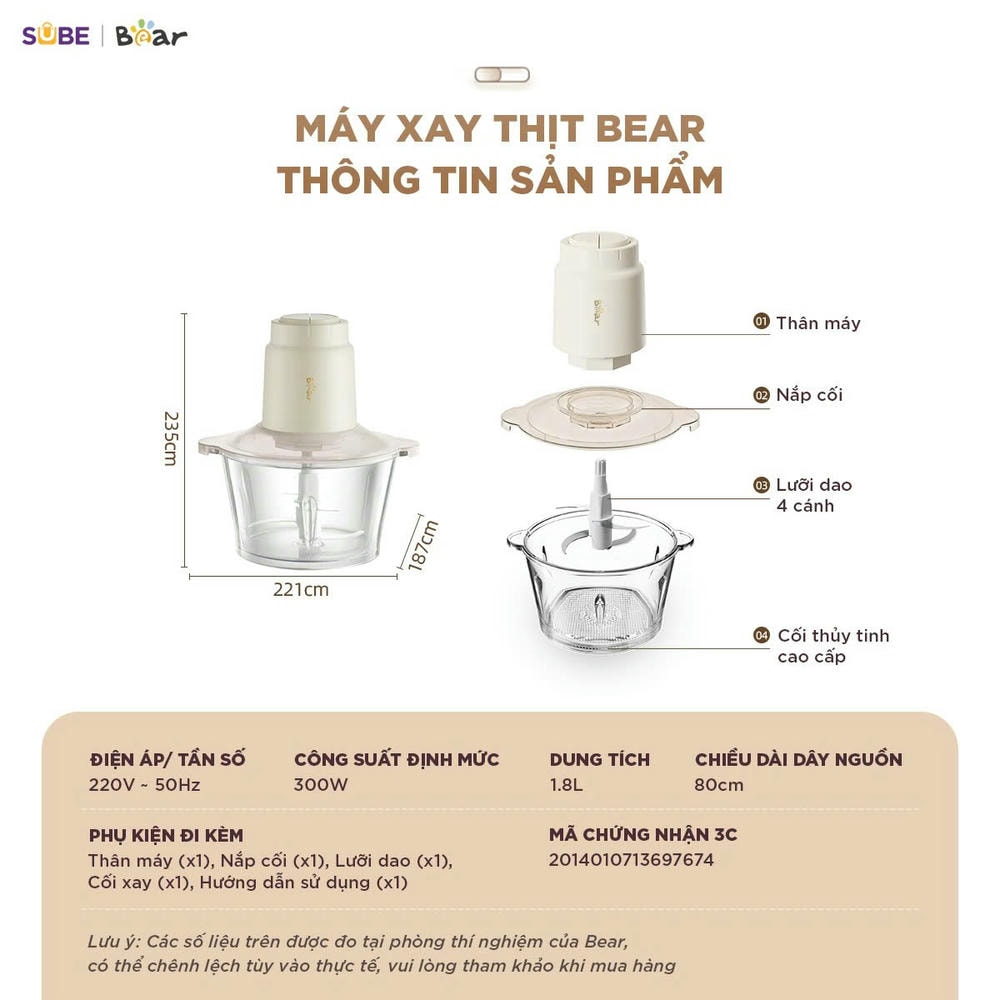 SUBE | Bear
MÁY XAY THỊT BEAR
THÔNG TIN SẢN PHẨM
Bear
01 Thân máy
02 Nắp cối
03 Lưỡi dao
4 cánh
04 Cối thủy tinh
cao cấp
Bear
235cm
221cm
187cm
ĐIỆN ÁP/ TẦN SỐ
220V ~ 50Hz
CÔNG SUẤT ĐỊNH MỨC
300W
DUNG TÍCH
1.8L
CHIỀU DÀI DÂY NGUỒN
80cm
PHỤ KIỆN ĐI KÈM
Thân máy (x1), Nắp cối (x1), Lưỡi dao (x1),
Cối xay (x1), Hướng dẫn sử dụng (x1)
MÃ CHỨNG NHẬN 3C
2014010713697674
Lưu ý: Các số liệu trên được đo tại phòng thí nghiệm của Bear,
có thể chênh lệch tùy vào thực tế, vui lòng tham khảo khi mua hàng